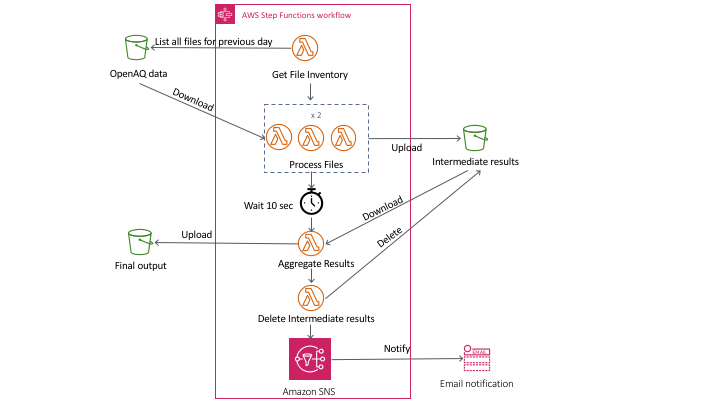 AWS Step Functions workflow
List all files for previous day
OpenAQ data
Get File Inventory
Download
x 2
Process Files
Upload
Intermediate results
Wait 10 sec
Download
Delete
Upload
Final output
Aggregate Results
Delete Intermediate results
Notify
EMAIL
Amazon SNS
Email notification